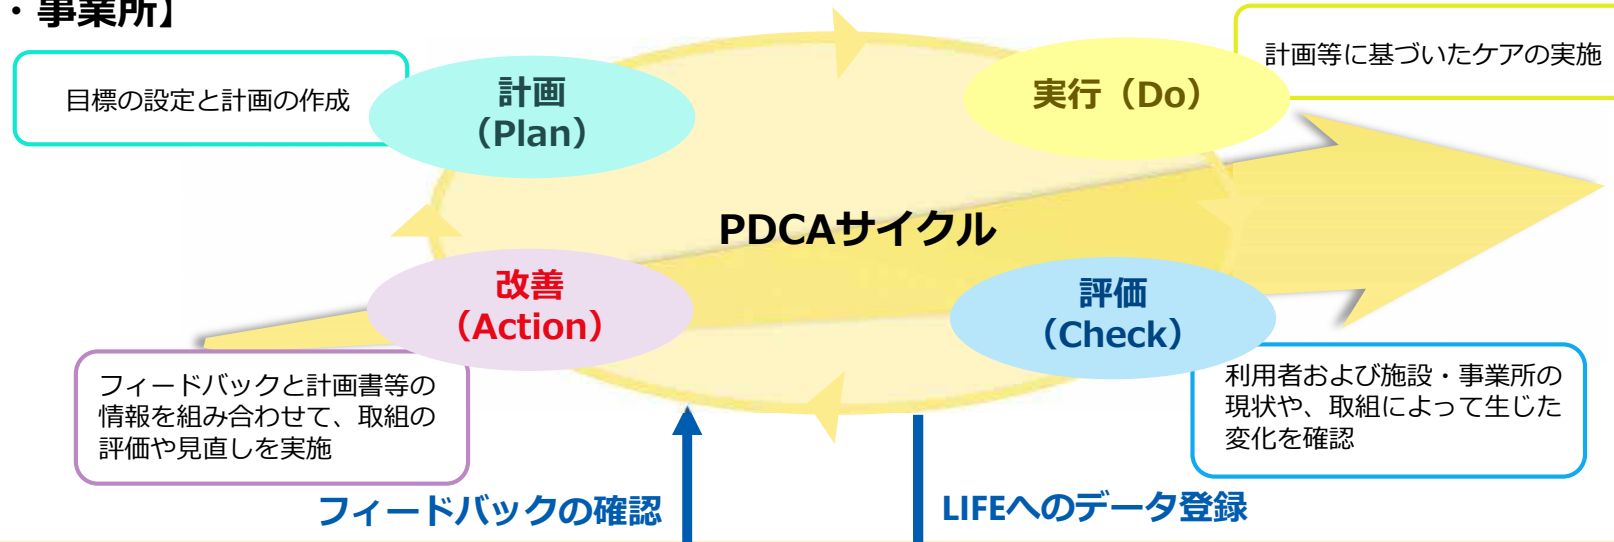 ・事業所】
目標の設定と計画の作成
計画
（Plan）
実行（Do）
計画等に基づいたケアの実施
PDCAサイクル
改善
（Action）
評価
（Check）
フィードバックと計画書等の
情報を組み合わせて、取組の
評価や見直しを実施
利用者および施設・事業所の
現状や、取組によって生じた
変化を確認
フィードバックの確認
LIFEへのデータ登録